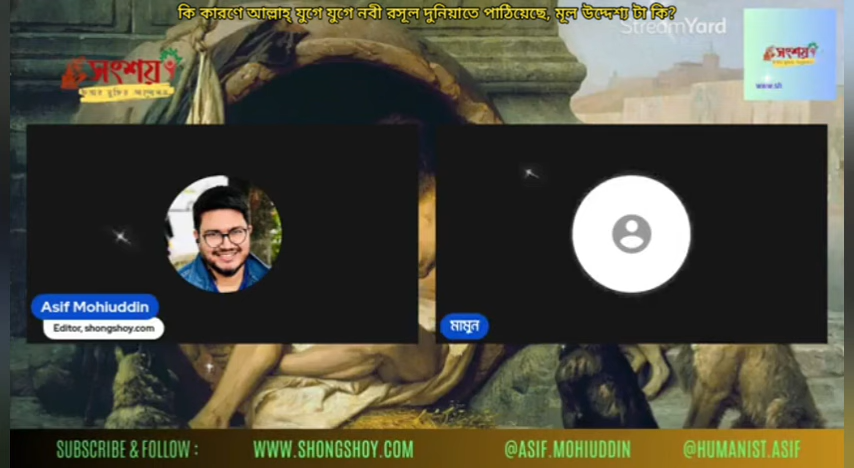 কি কারণে আল্লাহ্ যুগে যুগে নবী রসূল দুনিয়াতে পাঠিয়েছে, মূল উদ্দেশ্য টা কি?
StreamYard
সংশয়
Asif Mohiuddin
Editor, shongshoy.com
মামুন
SUBSCRIBE & FOLLOW :
WWW.SHONGSHOY.COM
@ASIF.MOHIUDDIN
@HUMANIST.ASIF